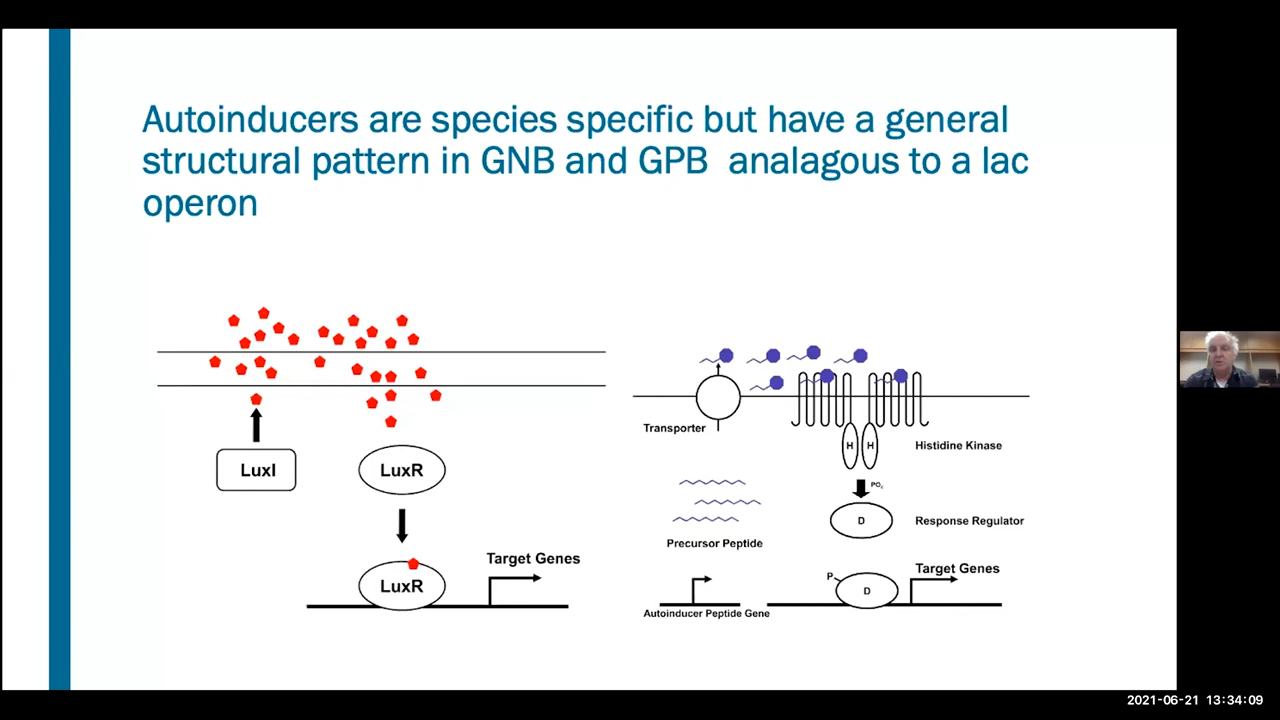 Autoinducers are species specific but have a general
structural pattern in GNB and GPB analagous to a lac
operon
LuxI
LuxR
LuxR
Target Genes
Transporter
H H
Histidine Kinase
Precursor Peptide
D
Response Regulator
Autoinducer Peptide Gene
P
D
Target Genes
2021-06-21 13:34:09